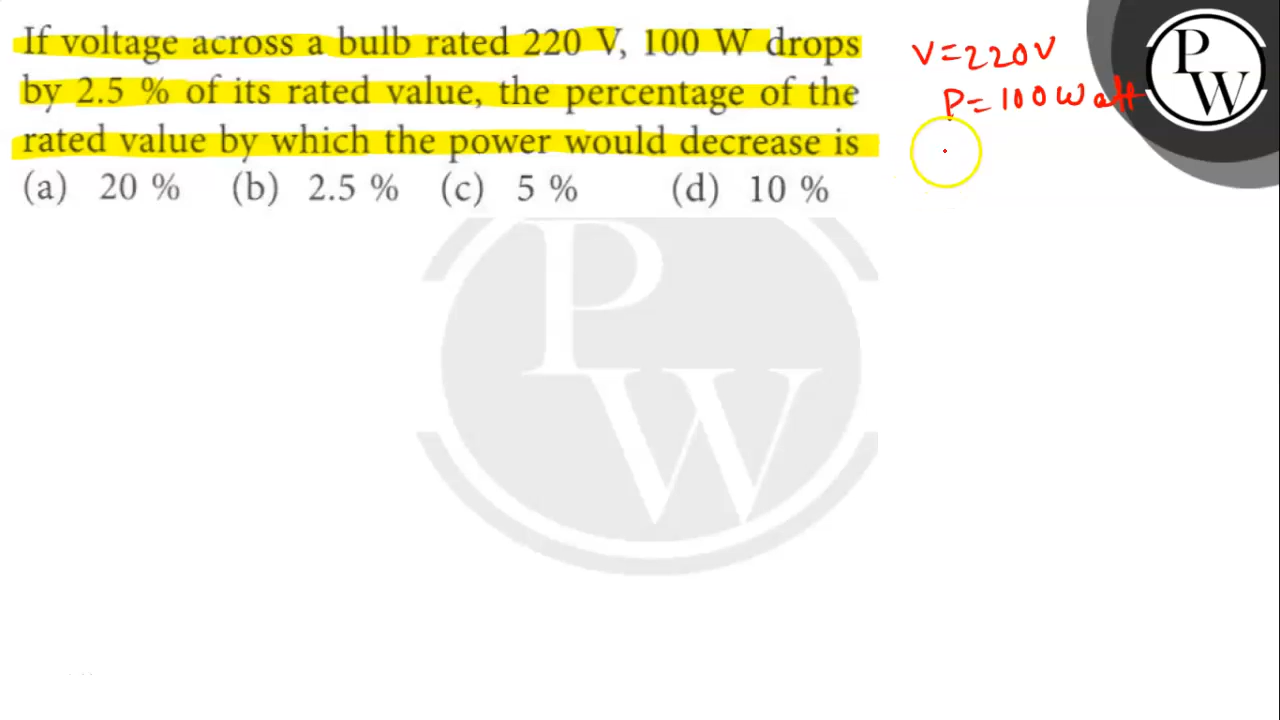 If voltage across a bulb rated 220 V, 100 W drops
by 2.5 % of its rated value, the percentage of the
rated value by which the power would decrease is
(a) 20 % (b) 2.5 % (c) 5 % (d) 10 %
V=220V
P=100Watt
P
W
P
W